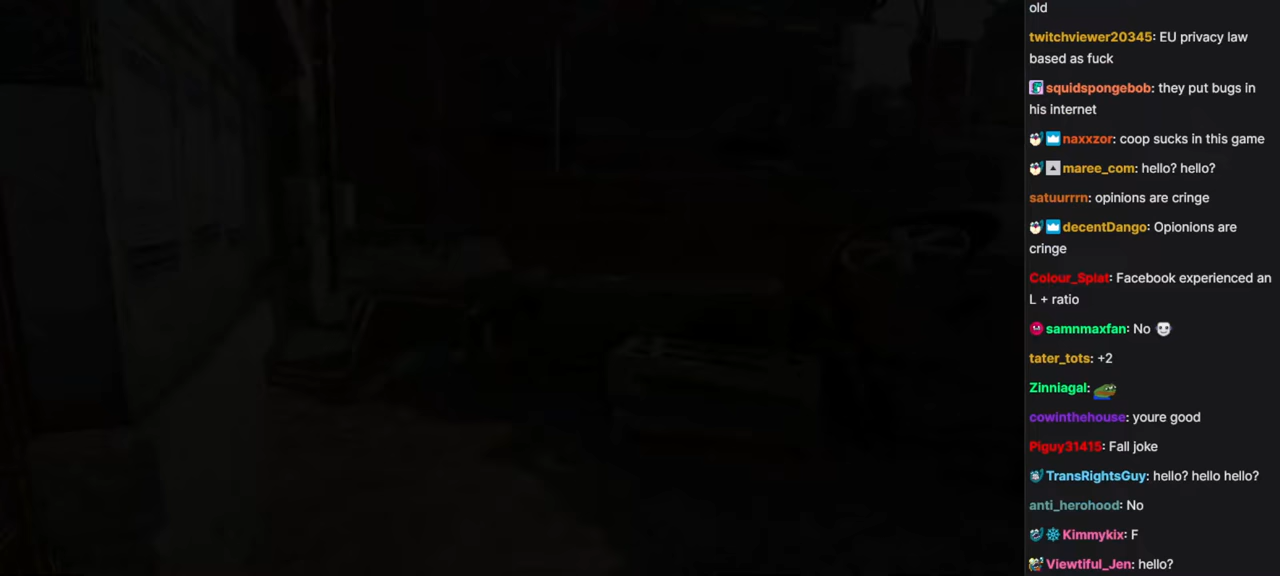 old
twitchviewer20345: EU privacy law
based as fuck
squidspongebob: they put bugs in
his internet
naxxzor: coop sucks in this game
maree_com: hello? hello?
satuurrrn: opinions are cringe
decentDango: Opionions are
cringe
Colour_Splat: Facebook experienced an
L + ratio
samnmaxfan: No
tater_tots: +2
Zinniagal:
cowinthehouse: youre good
Piguy31415: Fall joke
TransRightsGuy: hello? hello hello?
anti_herohood: No
Kimmykix: F
Viewtiful_Jen: hello?